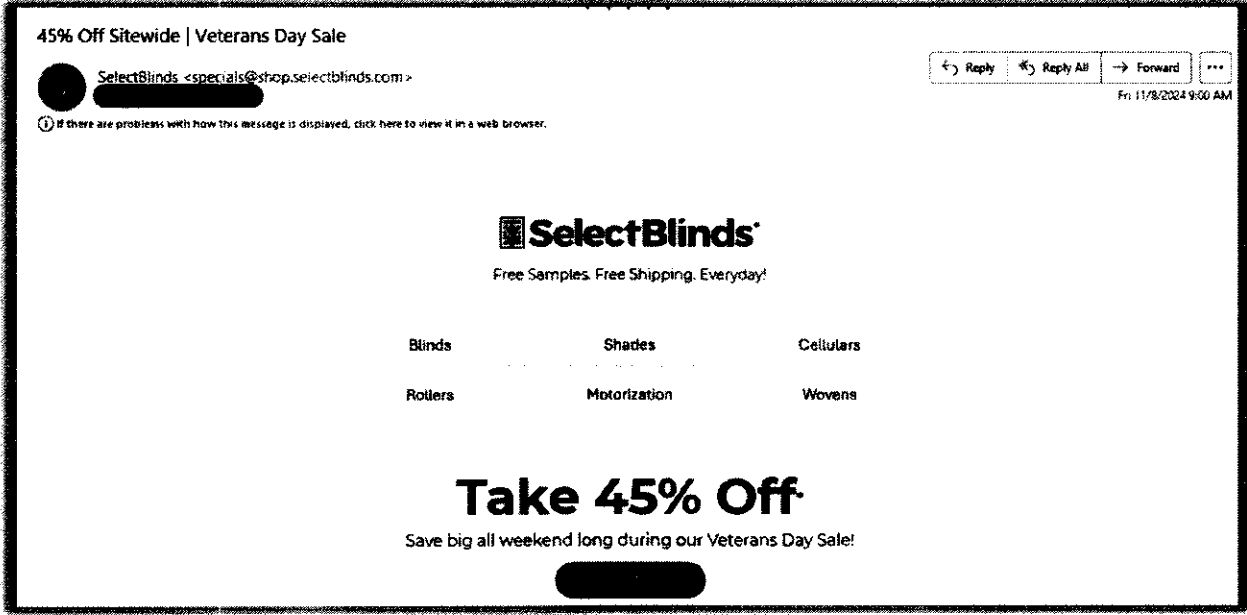 45% Off Sitewide | Veterans Day Sale
SelectBlinds <specials@shop.selectblinds.com>
Reply Reply All Forward
Fri 11/8/2024 9:00 AM
If there are problems with how this message is displayed, click here to view it in a web browser.
SelectBlinds
Free Samples. Free Shipping. Everyday!
Blinds Shades Cellulars
Rollers Motorization Wovens
Take 45% Off*
Save big all weekend long during our Veterans Day Sale!